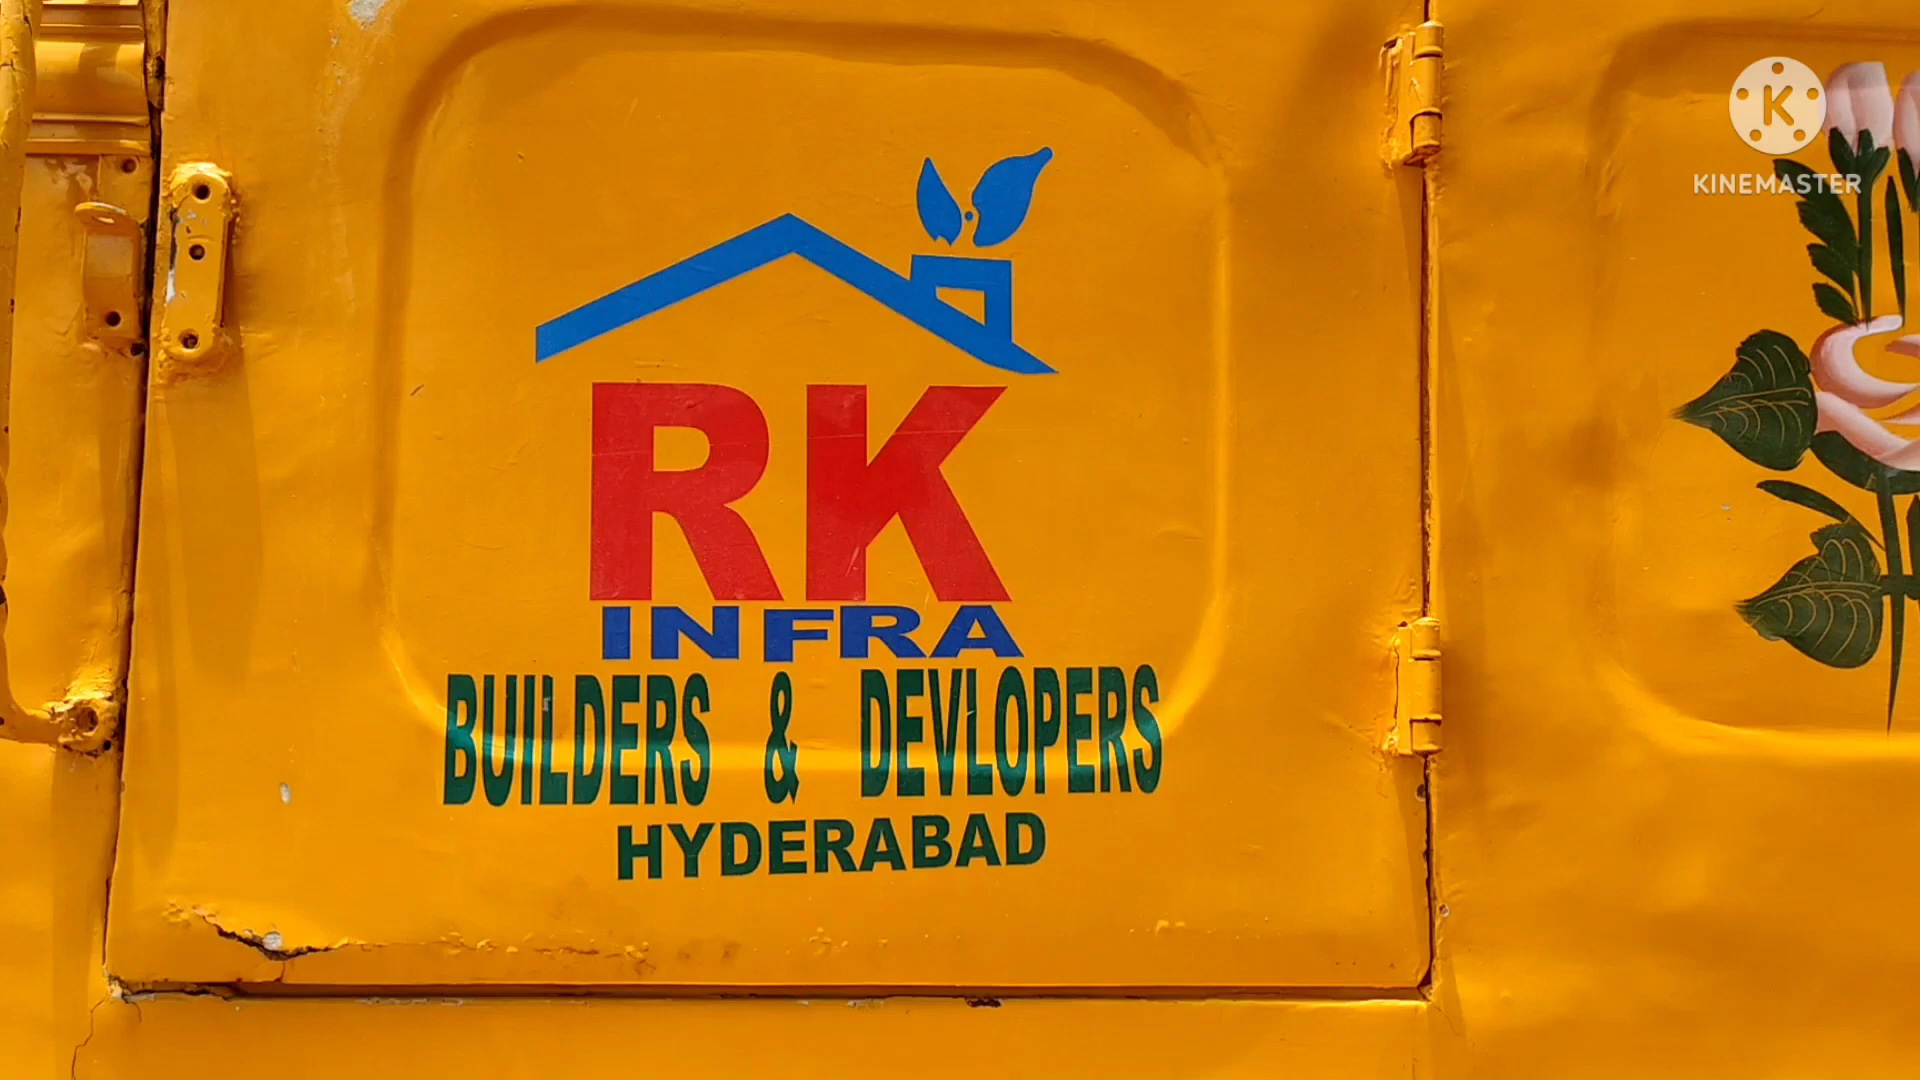 RK
INFRA
BUILDERS & DEVLOPERS
HYDERABAD
K
KINEMASTER